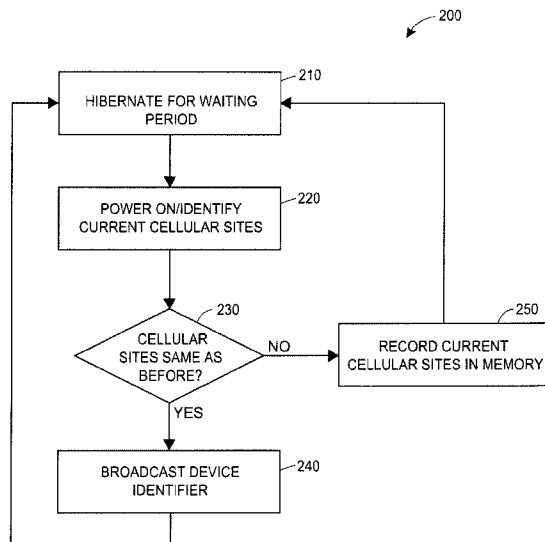 200
210
HIBERNATE FOR WAITING
PERIOD
220
POWER ON/IDENTIFY
CURRENT CELLULAR SITES
230
CELLULAR
SITES SAME AS
BEFORE?
NO
250
RECORD CURRENT
CELLULAR SITES IN MEMORY
YES
240
BROADCAST DEVICE
IDENTIFIER